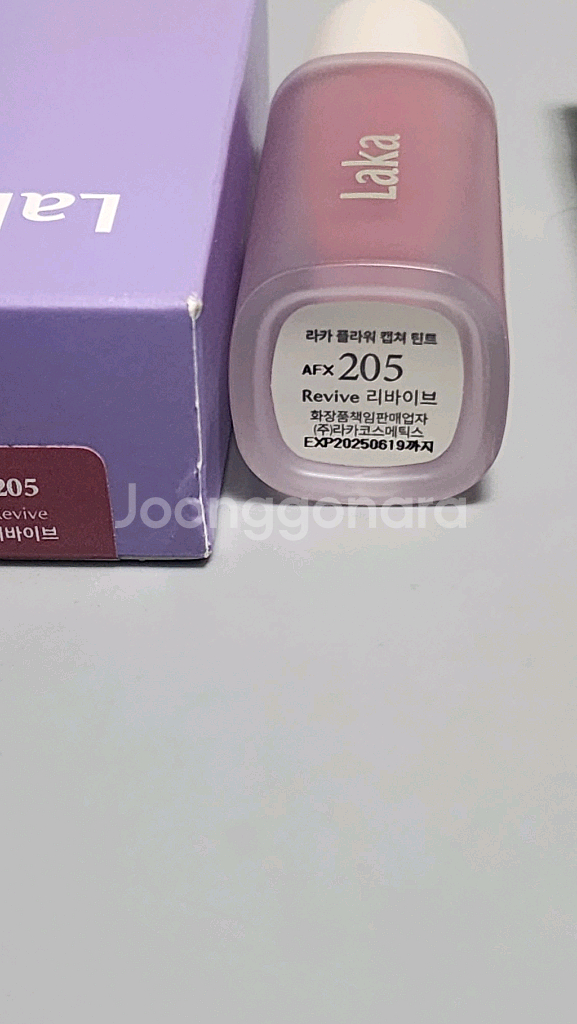 Laka
라카 플라워 캡쳐 틴트
AFX 205
Revive 리바이브
화장품책임판매업자
(주)라카코스메틱스
EXP20250619까지
La
205
Revive
리바이브
Joonggonara